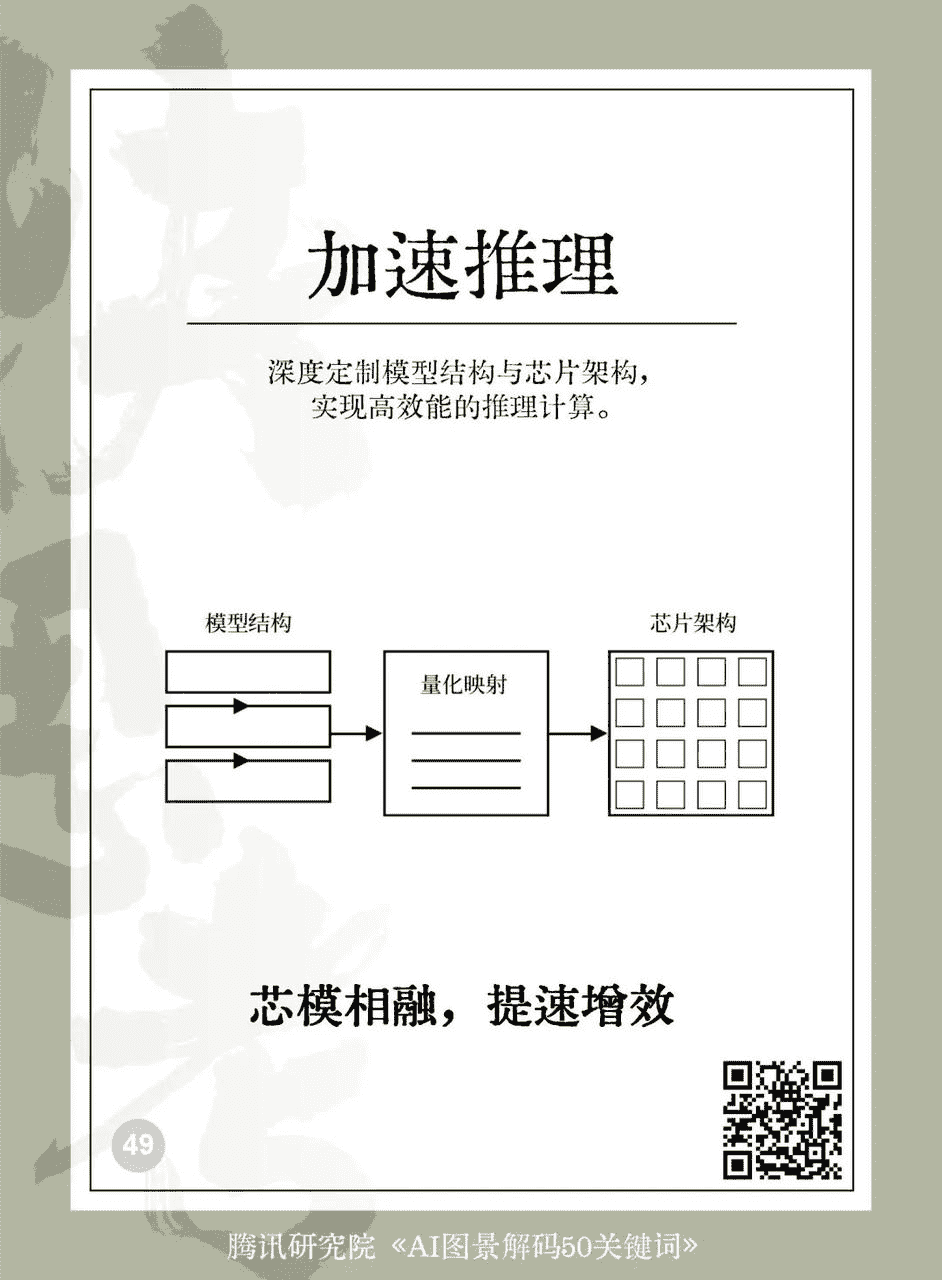 加速推理
深度定制模型结构与芯片架构，
实现高效能的推理计算。
模型结构
芯片架构
量化映射
芯模相融，提速增效
49
腾讯研究院《AI图景解码50关键词》